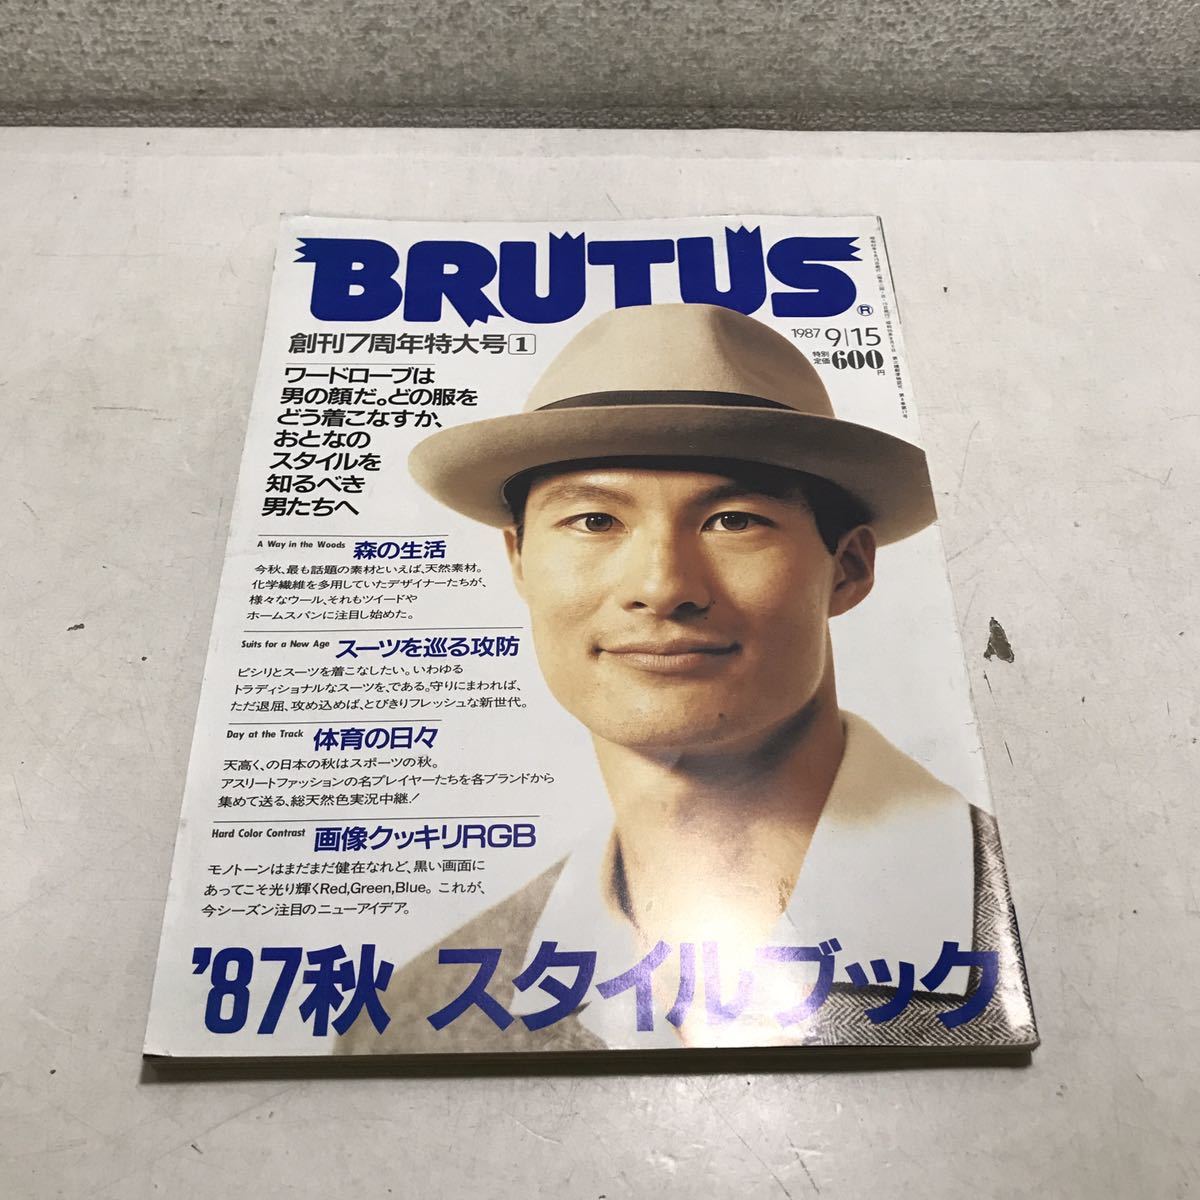 BRUTUS®
創刊7周年特大号1
1987 9|15
特別定価600円
ワードローブは
男の顔だ。どの服を
どう着こなすか、
おとなの
スタイルを
知るべき
男たちへ
A Way in the Woods 森の生活
今秋、最も話題の素材といえば、天然素材。
化学繊維を多用していたデザイナーたちが、
様々なウール、それもツイードや
ホームスパンに注目し始めた。
Suits for a New Age スーツを巡る攻防
ピシリとスーツを着こなしたい。いわゆる
トラディショナルなスーツを、である。守りにまわれば、
ただ退屈、攻め込めば、とびきりフレッシュな新世代。
Day at the Track 体育の日々
天高く、の日本の秋はスポーツの秋。
アスリートファッションの名プレイヤーたちを各ブランドから
集めて送る、総天然色実況中継!
Hard Color Contrast 画像クッキリRGB
モノトーンはまだまだ健在なれど、黒い画面に
あってこそ光り輝くRed,Green,Blue。これが、
今シーズン注目のニューアイデア。
'87秋 スタイルブック